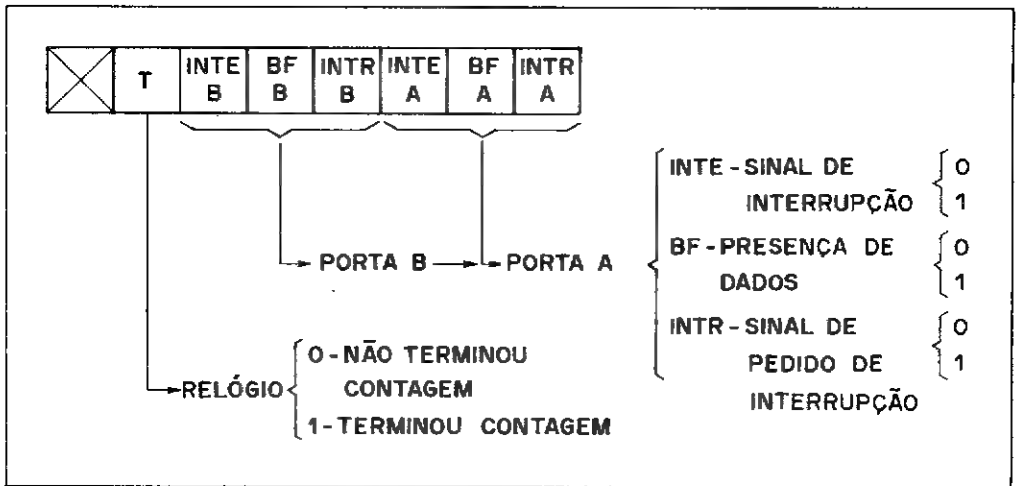 T
INTE B
BF B
INTR B
INTE A
BF A
INTR A
INTE - SINAL DE
INTERRUPÇÃO
0
1
BF - PRESENÇA DE
DADOS
0
1
INTR - SINAL DE
PEDIDO DE
INTERRUPÇÃO
0
1
PORTA B
PORTA A
RELÓGIO
0 - NÃO TERMINOU
CONTAGEM
1 - TERMINOU CONTAGEM